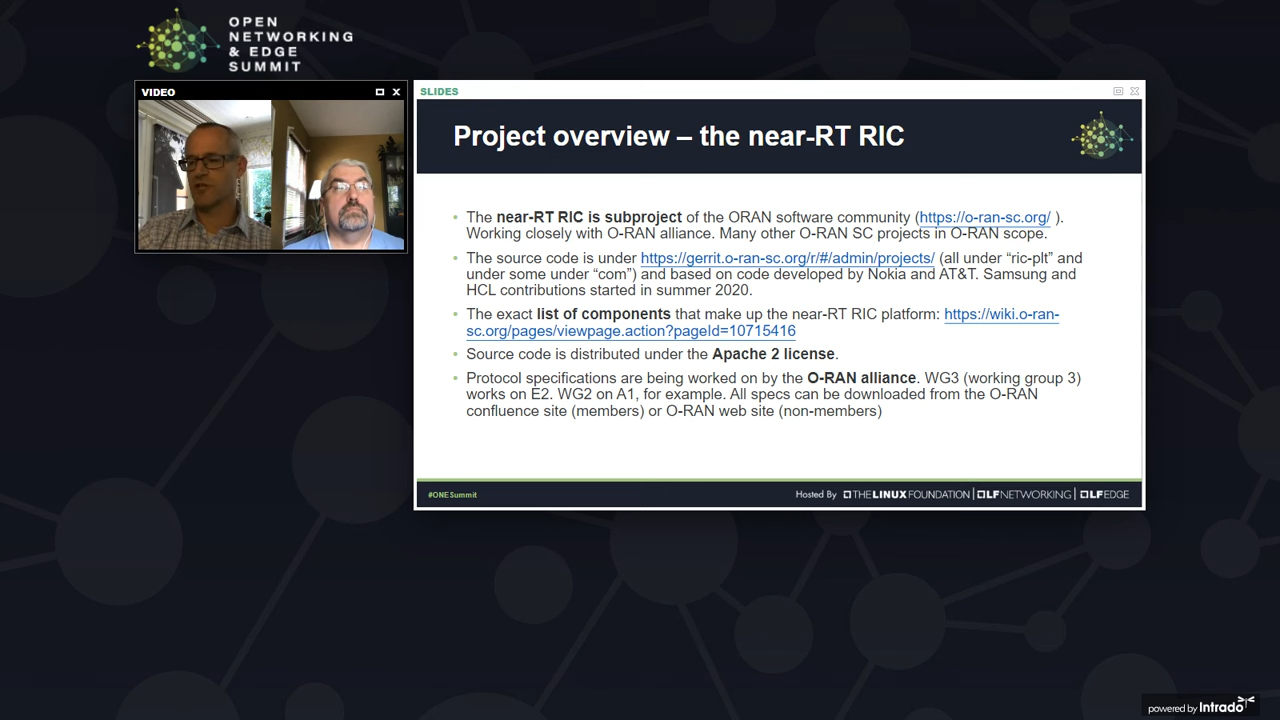 OPEN
NETWORKING
& EDGE
SUMMIT
VIDEO
SLIDES
Project overview – the near-RT RIC
• The near-RT RIC is subproject of the ORAN software community (https://o-ran-sc.org/ ).
Working closely with O-RAN alliance. Many other O-RAN SC projects in O-RAN scope.
• The source code is under https://gerrit.o-ran-sc.org/r/#/admin/projects/ (all under “ric-plt” and
under some under “com”) and based on code developed by Nokia and AT&T. Samsung and
HCL contributions started in summer 2020.
• The exact list of components that make up the near-RT RIC platform: https://wiki.o-ran-
sc.org/pages/viewpage.action?pageId=10715416
• Source code is distributed under the Apache 2 license.
• Protocol specifications are being worked on by the O-RAN alliance. WG3 (working group 3)
works on E2. WG2 on A1, for example. All specs can be downloaded from the O-RAN
confluence site (members) or O-RAN web site (non-members)
#ONESummit
Hosted By THE LINUX FOUNDATION | LF NETWORKING | LF EDGE
powered by Intrado